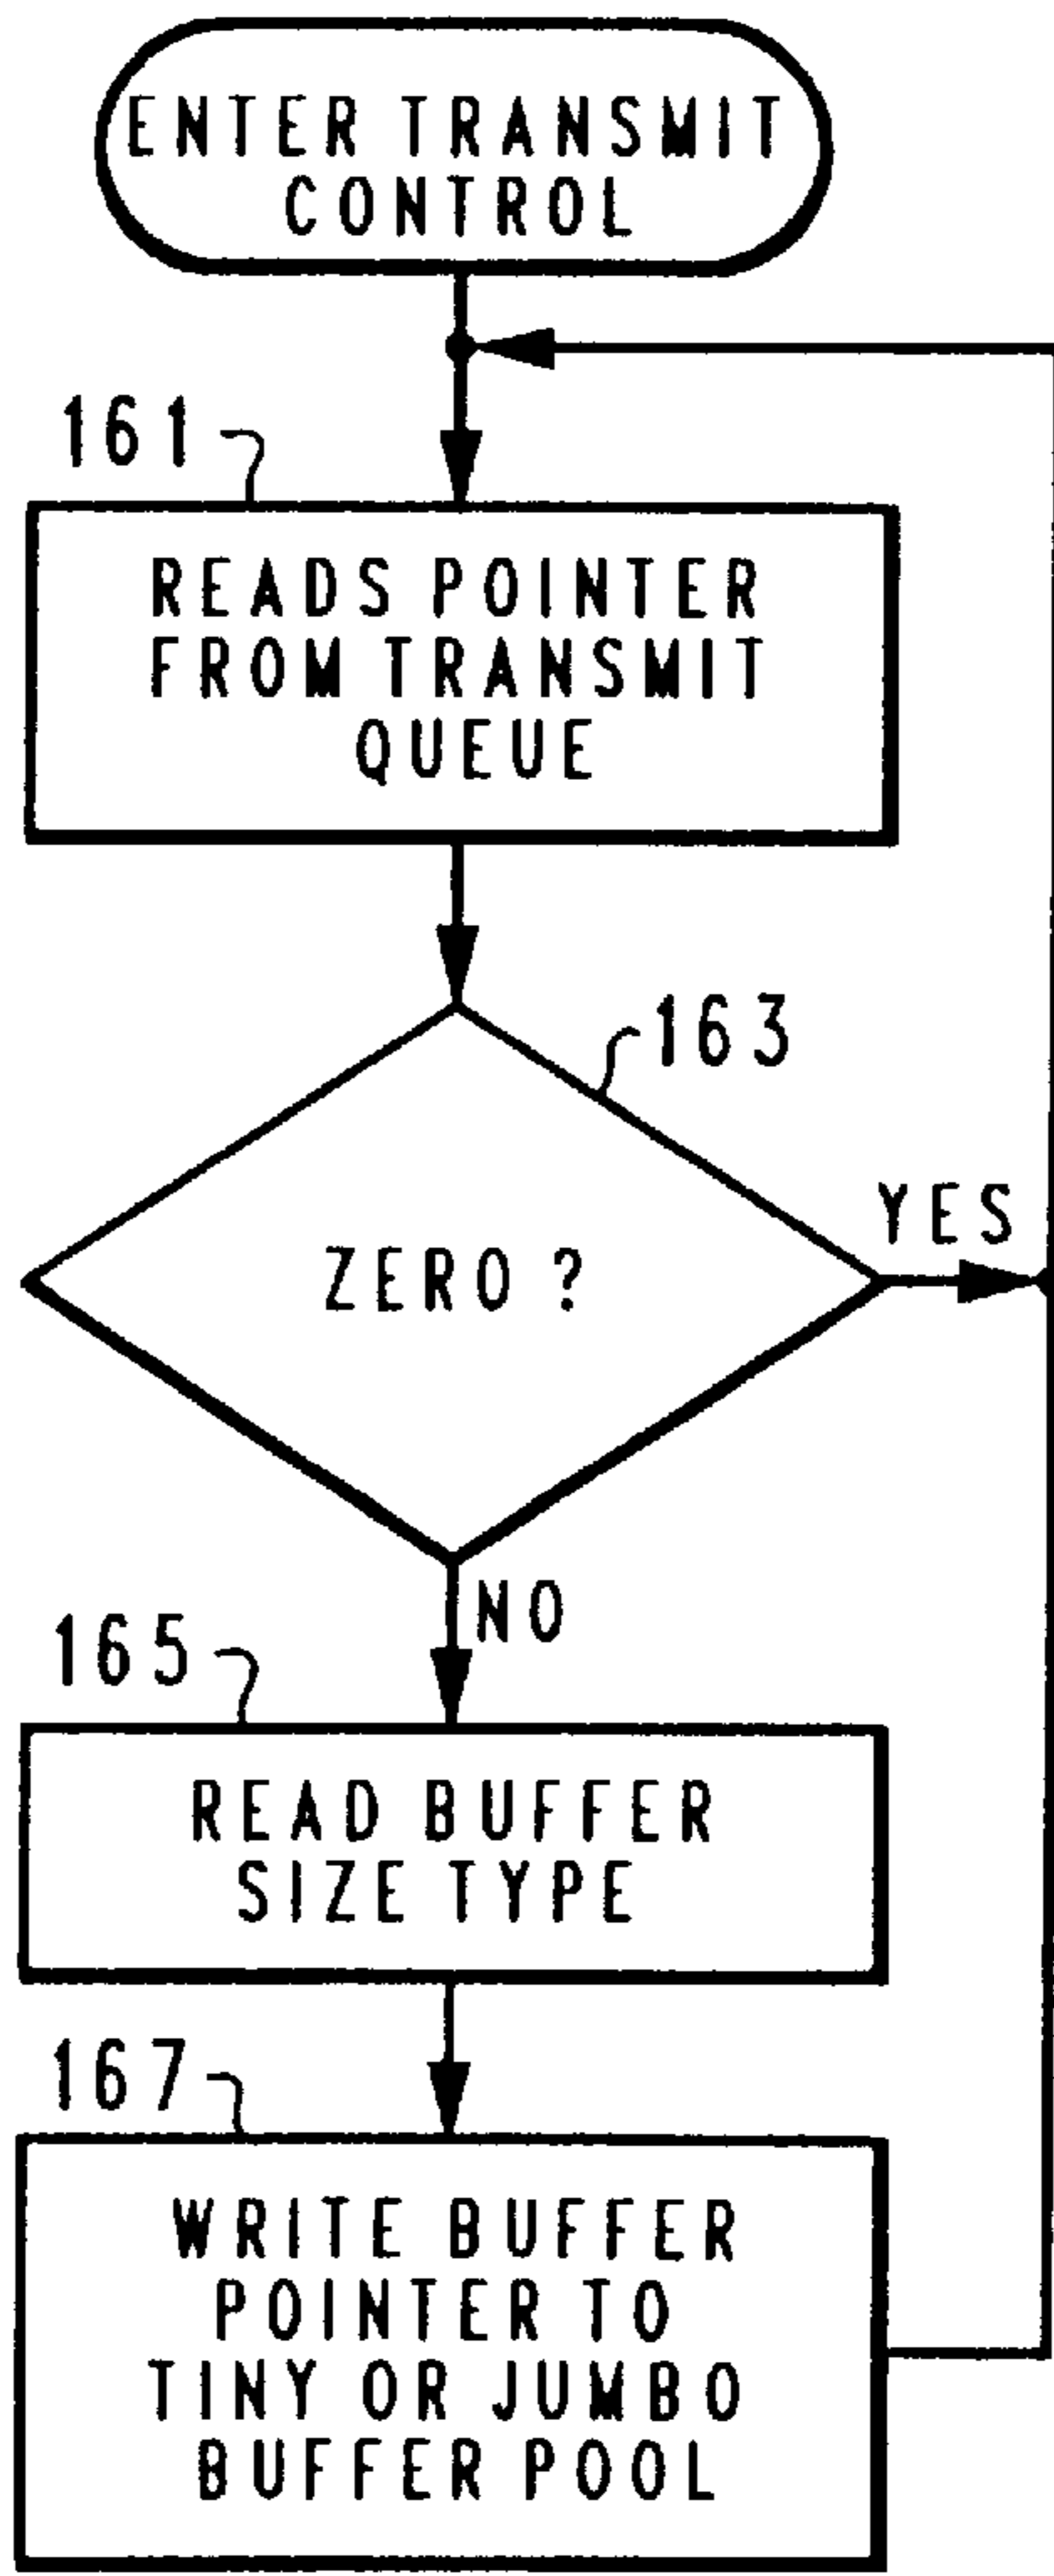 ENTER TRANSMIT
CONTROL
161
READS POINTER
FROM TRANSMIT
QUEUE
163
ZERO?
YES
NO
165
READ BUFFER
SIZE TYPE
167
WRITE BUFFER
POINTER TO
TINY OR JUMBO
BUFFER POOL